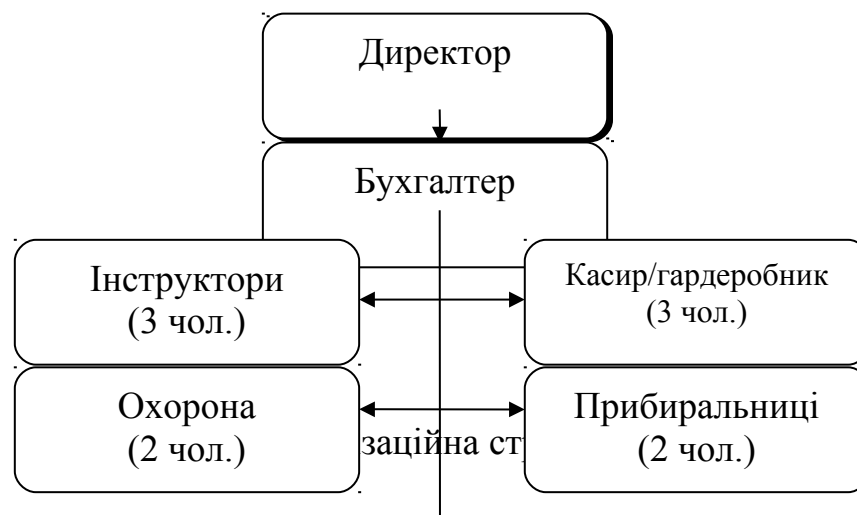 Директор
Бухгалтер
Інструктори
(3 чол.)
Касир/гардеробник
(3 чол.)
Охорона
(2 чол.)
Прибиральниці
(2 чол.)
заційна ст